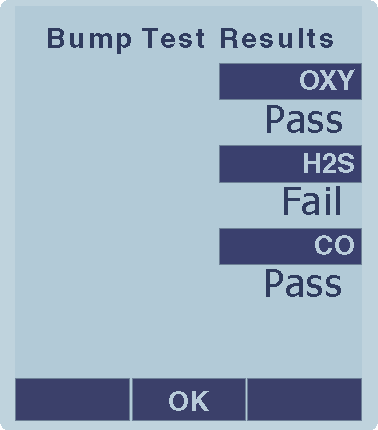 Bump Test Results
OXY
Pass
H2S
Fail
CO
Pass
OK